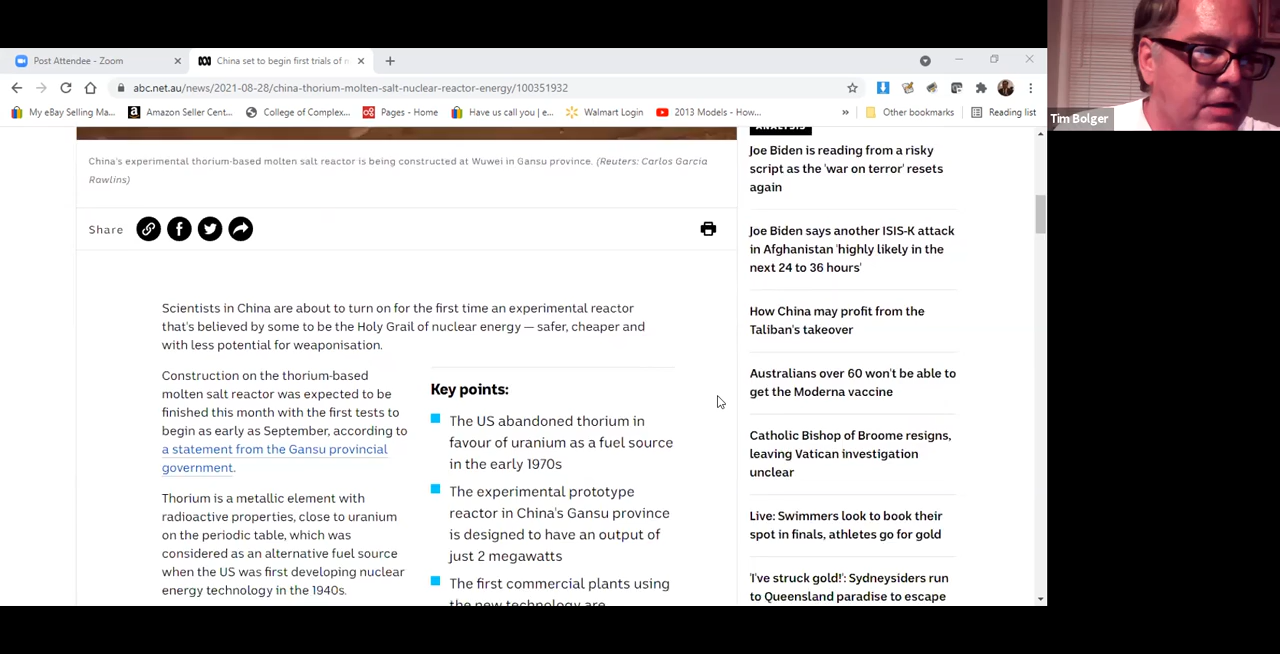 Post Attendee - Zoom
China set to begin first trials of n
abc.net.au/news/2021-08-28/china-thorium-molten-salt-nuclear-reactor-energy/100351932
My eBay Selling Ma...
Amazon Seller Cent...
College of Complex...
Pages - Home
Have us call you | e...
Walmart Login
2013 Models - How...
»
Other bookmarks
Reading list
Tim Bolger
China's experimental thorium-based molten salt reactor is being constructed at Wuwei in Gansu province. (Reuters: Carlos Garcia
Rawlins)
Share
Scientists in China are about to turn on for the first time an experimental reactor
that's believed by some to be the Holy Grail of nuclear energy — safer, cheaper and
with less potential for weaponisation.
Construction on the thorium-based
molten salt reactor was expected to be
finished this month with the first tests to
begin as early as September, according to
a statement from the Gansu provincial
government.
Thorium is a metallic element with
radioactive properties, close to uranium
on the periodic table, which was
considered as an alternative fuel source
when the US was first developing nuclear
energy technology in the 1940s.
Key points:
The US abandoned thorium in
favour of uranium as a fuel source
in the early 1970s
The experimental prototype
reactor in China's Gansu province
is designed to have an output of
just 2 megawatts
The first commercial plants using
the new technology are
ANALYSIS
Joe Biden is reading from a risky
script as the 'war on terror' resets
again
Joe Biden says another ISIS-K attack
in Afghanistan 'highly likely in the
next 24 to 36 hours'
How China may profit from the
Taliban's takeover
Australians over 60 won't be able to
get the Moderna vaccine
Catholic Bishop of Broome resigns,
leaving Vatican investigation
unclear
Live: Swimmers look to book their
spot in finals, athletes go for gold
'I've struck gold!': Sydneysiders run
to Queensland paradise to escape